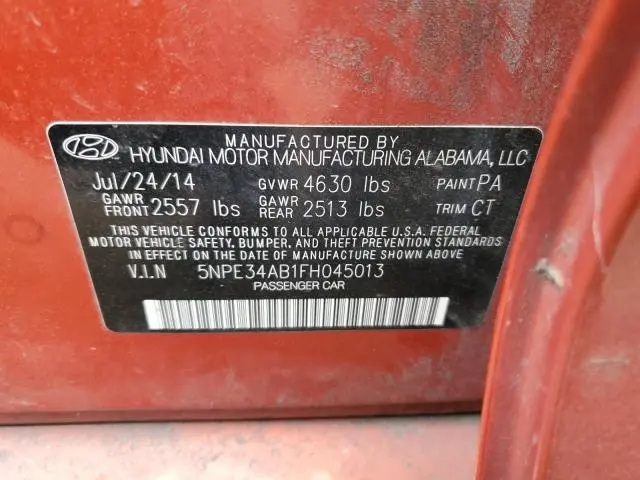 MANUFACTURED BY
HYUNDAI MOTOR MANUFACTURING ALABAMA, LLC
Jul/24/14 GVWR 4630 lbs PAINT PA
GAWR FRONT 2557 lbs GAWR REAR 2513 lbs TRIM CT
THIS VEHICLE CONFORMS TO ALL APPLICABLE U.S.A. FEDERAL
MOTOR VEHICLE SAFETY, BUMPER, AND THEFT PREVENTION STANDARDS
IN EFFECT ON THE DATE OF MANUFACTURE SHOWN ABOVE
V.I.N 5NPE34AB1FH045013
PASSENGER CAR